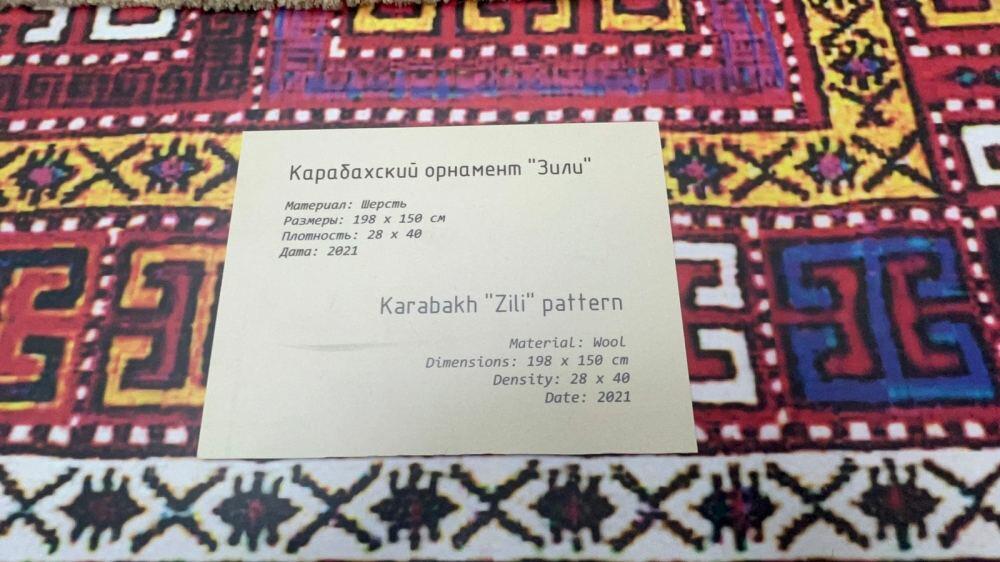 Карабахский орнамент "Зили"
Материал: Шерсть
Размеры: 198 x 150 см
Плотность: 28 x 40
Дата: 2021
Karabakh "Zili" pattern
Material: Wool
Dimensions: 198 x 150 cm
Density: 28 x 40
Date: 2021